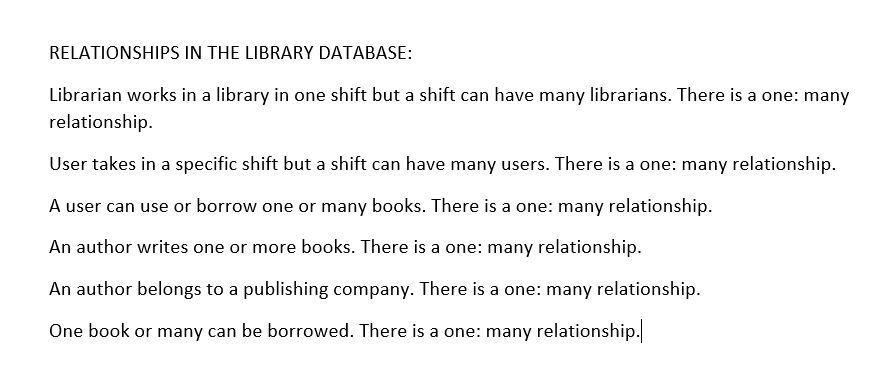 RELATIONSHIPS IN THE LIBRARY DATABASE:
Librarian works in a library in one shift but a shift can have many librarians. There is a one: many
relationship.
User takes in a specific shift but a shift can have many users. There is a one: many relationship.
A user can use or borrow one or many books. There is a one: many relationship.
An author writes one or more books. There is a one: many relationship.
An author belongs to a publishing company. There is a one: many relationship.
One book or many can be borrowed. There is a one: many relationship.